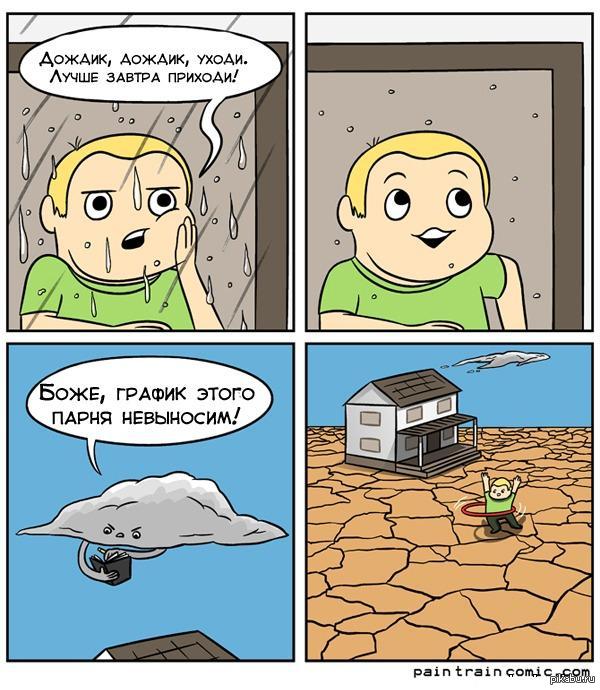 Дождик, дождик, уходи.
Лучше завтра приходи!
Боже, график этого
парня невыносим!
paintraincomic.com
pikabu.ru